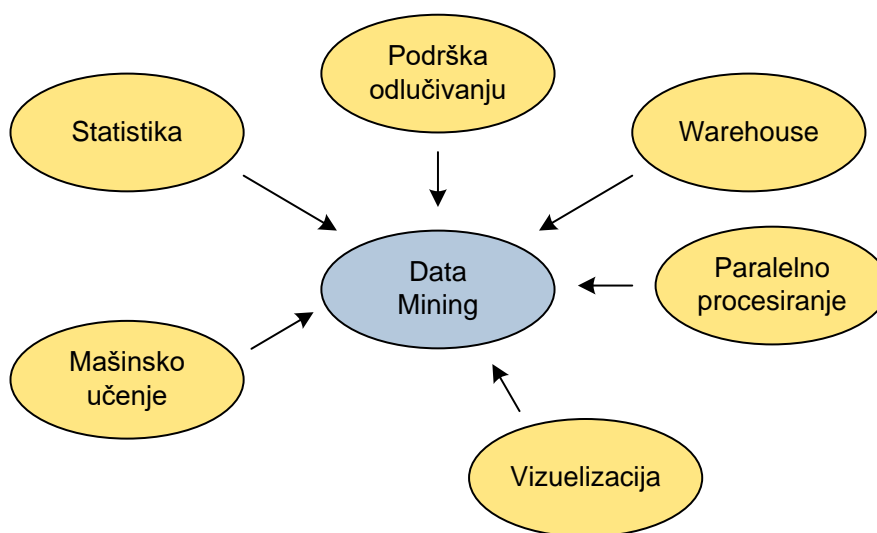 Podrška
odlučivanju
Statistika
Warehouse
Data
Mining
Paralelno
procesiranje
Mašinsko
učenje
Vizuelizacija